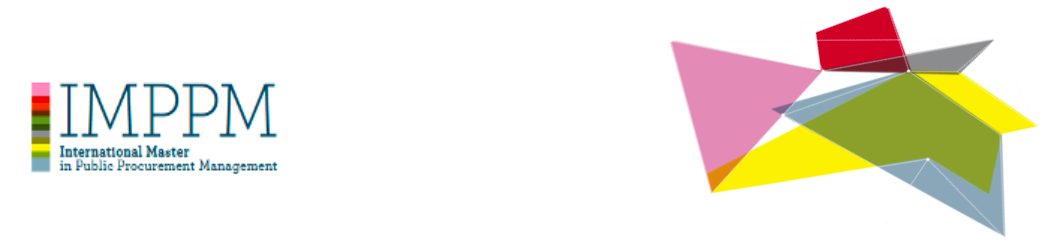 IMPPM
International Master
in Public Procurement Management